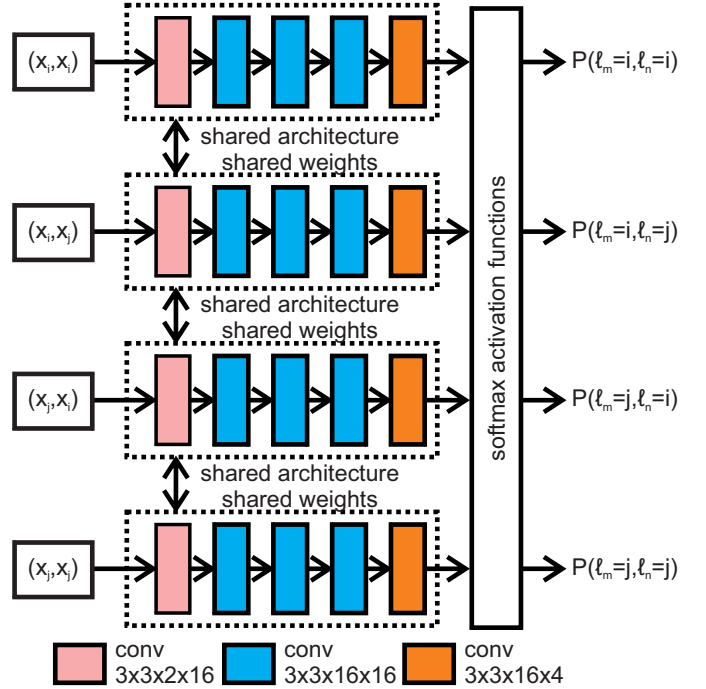 (xᵢ,xᵢ)
P(ℓₘ=i,ℓₙ=i)
shared architecture
shared weights
(xᵢ,xⱼ)
P(ℓₘ=i,ℓₙ=j)
shared architecture
shared weights
(xⱼ,xᵢ)
P(ℓₘ=j,ℓₙ=i)
shared architecture
shared weights
(xⱼ,xⱼ)
P(ℓₘ=j,ℓₙ=j)
softmax activation functions
conv
3x3x2x16
conv
3x3x16x16
conv
3x3x16x4